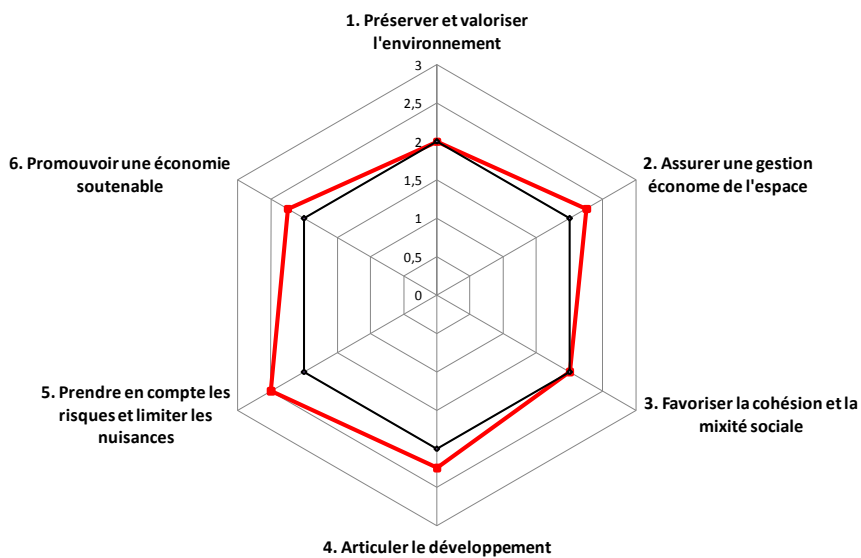 1. Préserver et valoriser
l'environnement
3
2,5
2
1,5
1
0,5
0
2. Assurer une gestion
économe de l'espace
3. Favoriser la cohésion et la
mixité sociale
4. Articuler le développement
5. Prendre en compte les
risques et limiter les
nuisances
6. Promouvoir une économie
soutenable